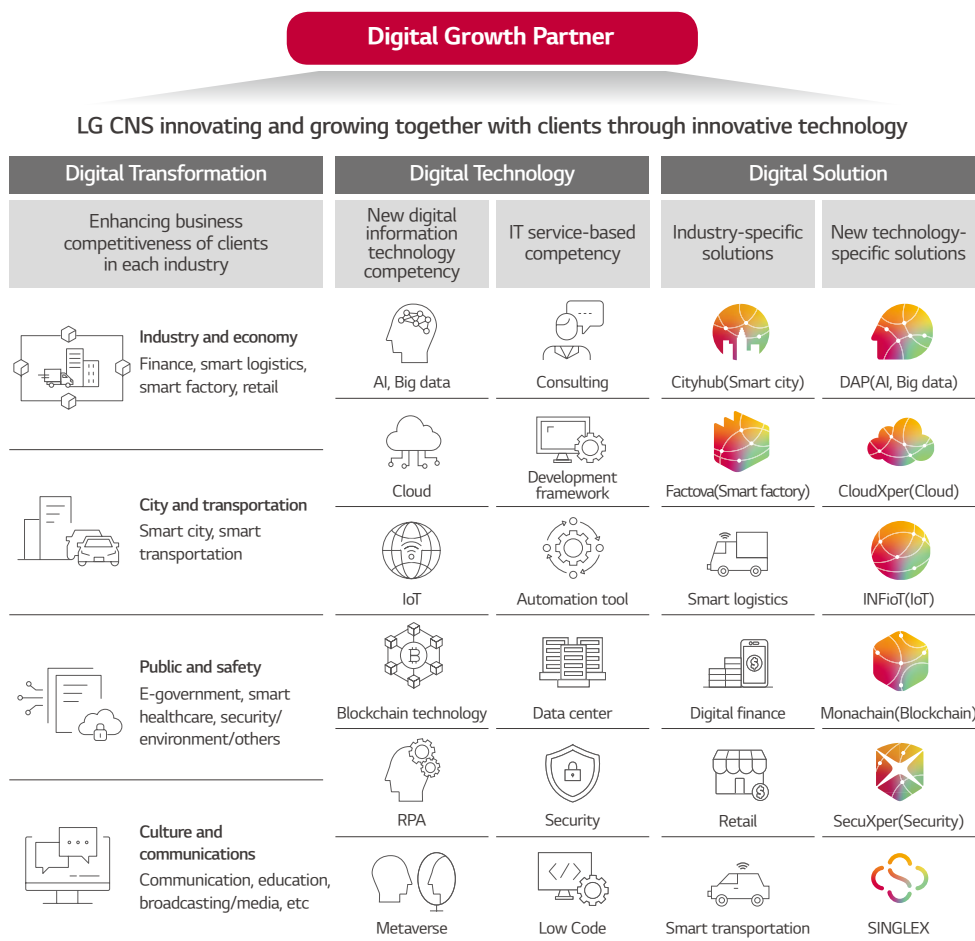 Digital Growth Partner
LG CNS innovating and growing together with clients through innovative technology
Digital Transformation
Enhancing business
competitiveness of clients
in each industry
Industry and economy
Finance, smart logistics,
smart factory, retail
City and transportation
Smart city, smart
transportation
Public and safety
E-government, smart
healthcare, security/
environment/others
Culture and
communications
Communication, education,
broadcasting/media, etc
Digital Technology
New digital
information
technology
competency
AI, Big data
Cloud
IoT
Blockchain technology
RPA
Metaverse
IT service-based
competency
Consulting
Development
framework
Automation tool
Data center
Security
Low Code
Digital Solution
Industry-specific
solutions
Cityhub(Smart city)
Factova(Smart factory)
Smart logistics
Digital finance
Retail
Smart transportation
New technology-
specific solutions
DAP(AI, Big data)
CloudXper(Cloud)
INFioT(IoT)
Monachain(Blockchain)
SecuXper(Security)
SINGLEX